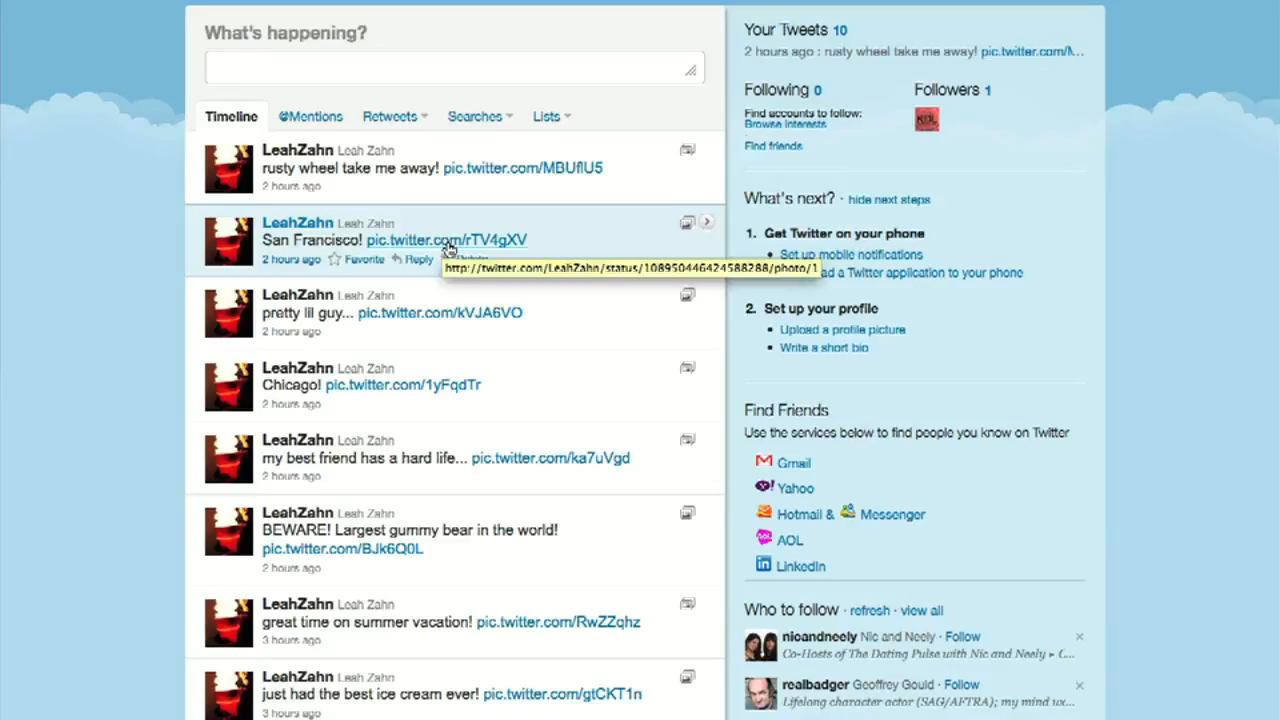 What's happening?
Timeline @Mentions Retweets Searches Lists
LeahZahn Leah Zahn
rusty wheel take me away! pic.twitter.com/MBUflU5
2 hours ago
LeahZahn Leah Zahn
San Francisco! pic.twitter.com/rTV4gXV
2 hours ago Favorite Reply
http://twitter.com/LeahZahn/status/108950446424588288/photo/1
LeahZahn Leah Zahn
pretty lil guy... pic.twitter.com/kVJA6VO
2 hours ago
LeahZahn Leah Zahn
Chicago! pic.twitter.com/1yFqdTr
2 hours ago
LeahZahn Leah Zahn
my best friend has a hard life... pic.twitter.com/ka7uVgd
2 hours ago
LeahZahn Leah Zahn
BEWARE! Largest gummy bear in the world!
pic.twitter.com/BJk6Q0L
2 hours ago
LeahZahn Leah Zahn
great time on summer vacation! pic.twitter.com/RwZZqhz
3 hours ago
LeahZahn Leah Zahn
just had the best ice cream ever! pic.twitter.com/gtCKT1n
3 hours ago
Your Tweets 10
2 hours ago : rusty wheel take me away! pic.twitter.com/M...
Following 0
Find accounts to follow:
Browse Interests
Find friends
Followers 1
What's next? · hide next steps
1. Get Twitter on your phone
• Set up mobile notifications
ad a Twitter application to your phone
2. Set up your profile
• Upload a profile picture
• Write a short bio
Find Friends
Use the services below to find people you know on Twitter
Gmail
Yahoo
Hotmail & Messenger
AOL
LinkedIn
Who to follow · refresh · view all
nicandneely Nic and Neely · Follow
Co-Hosts of The Dating Pulse with Nic and Neely ▸ C...
realbadger Geoffrey Gould · Follow
Lifelong character actor (SAG/AFTRA); my mind wx...